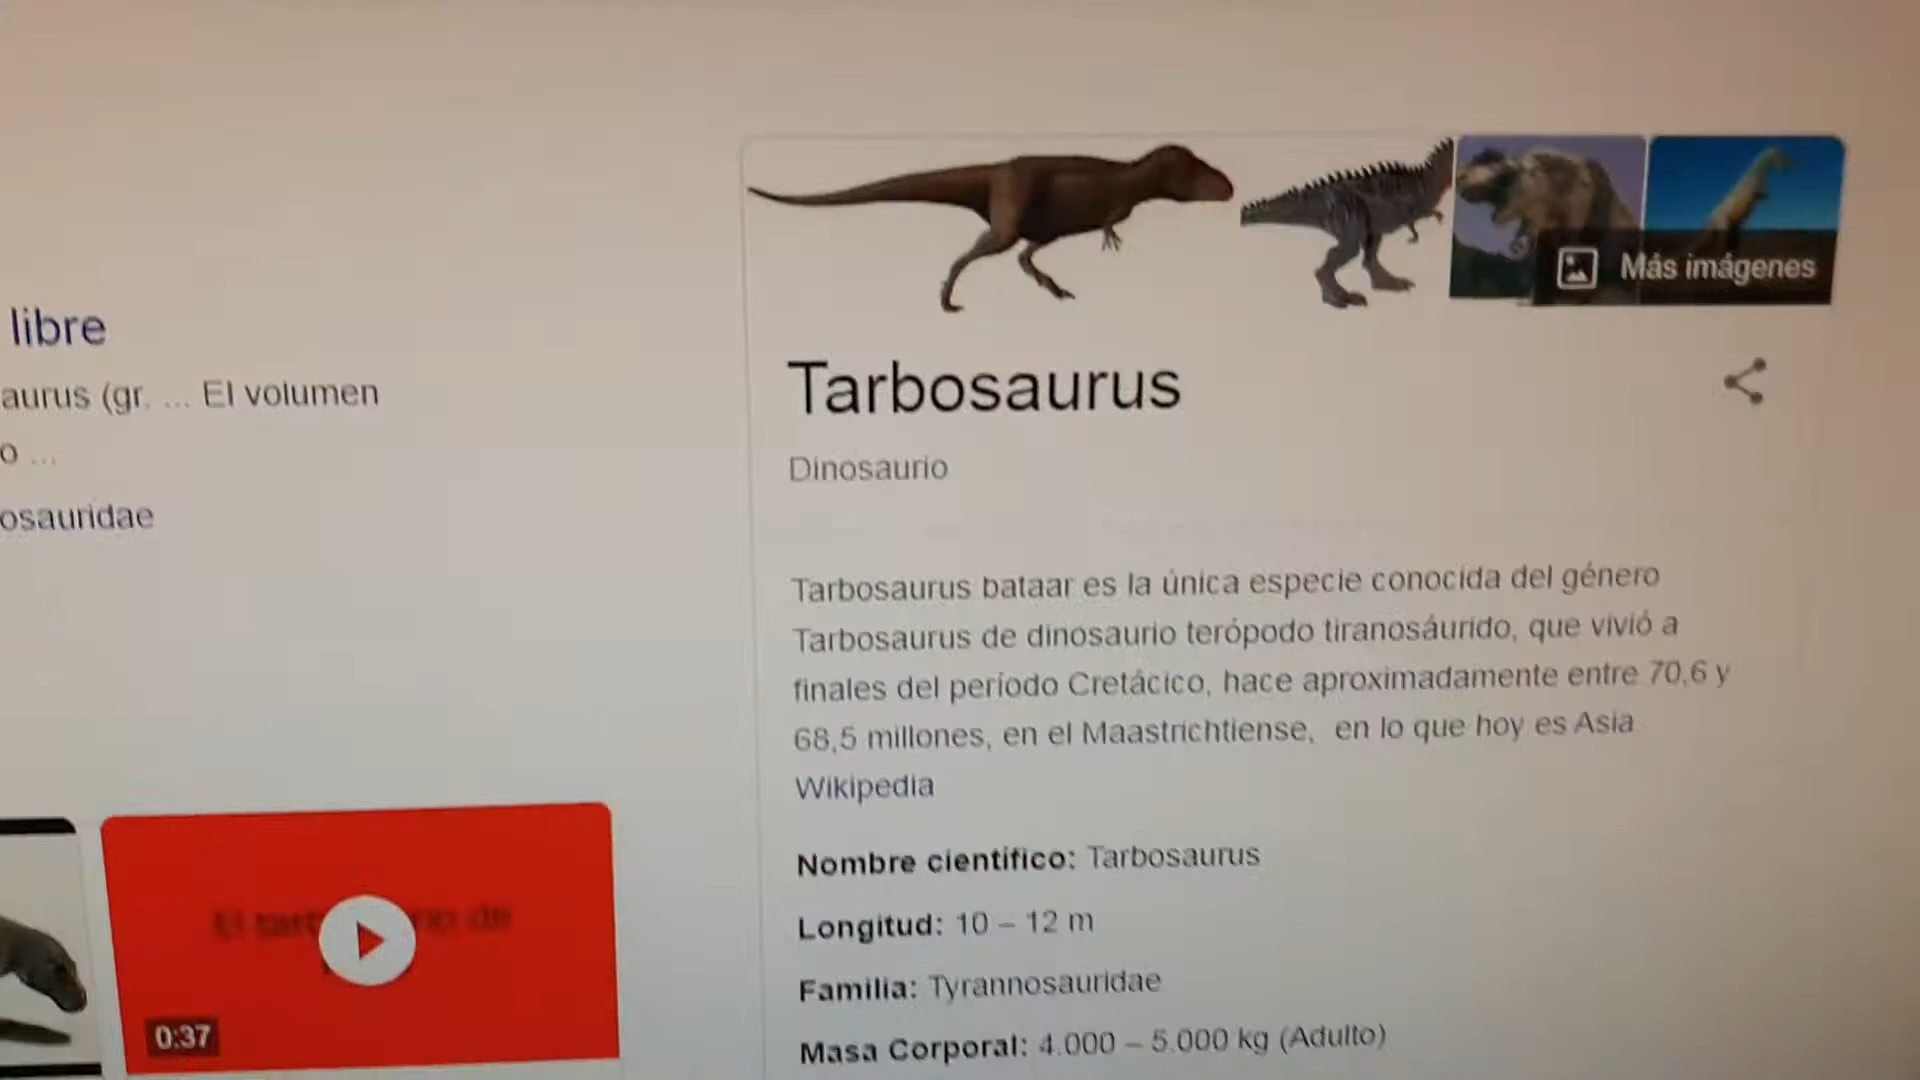 Más imágenes
libre
Tarbosaurus
aurus (gr. ... El volumen
o ...
Dinosaurio
osauridae
Tarbosaurus bataar es la única especie conocida del género
Tarbosaurus de dinosaurio terópodo tiranosáurido, que vivió a
finales del período Cretácico, hace aproximadamente entre 70,6 y
68,5 millones, en el Maastrichtiense, en lo que hoy es Asia
Wikipedia
Nombre científico: Tarbosaurus
Longitud: 10 – 12 m
Familia: Tyrannosauridae
Masa Corporal: 4.000 – 5.000 kg (Adulto)
El de
0:37